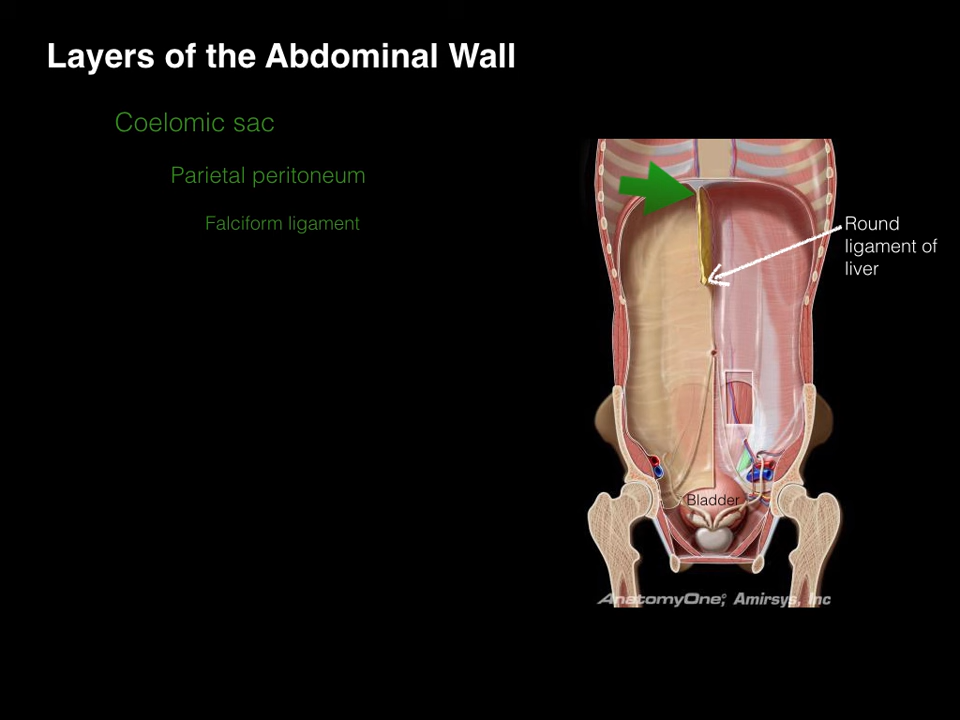 Layers of the Abdominal Wall
Coelomic sac
Parietal peritoneum
Falciform ligament
Round
ligament of
liver
Bladder
AnatomyOne; Amirsys, Inc